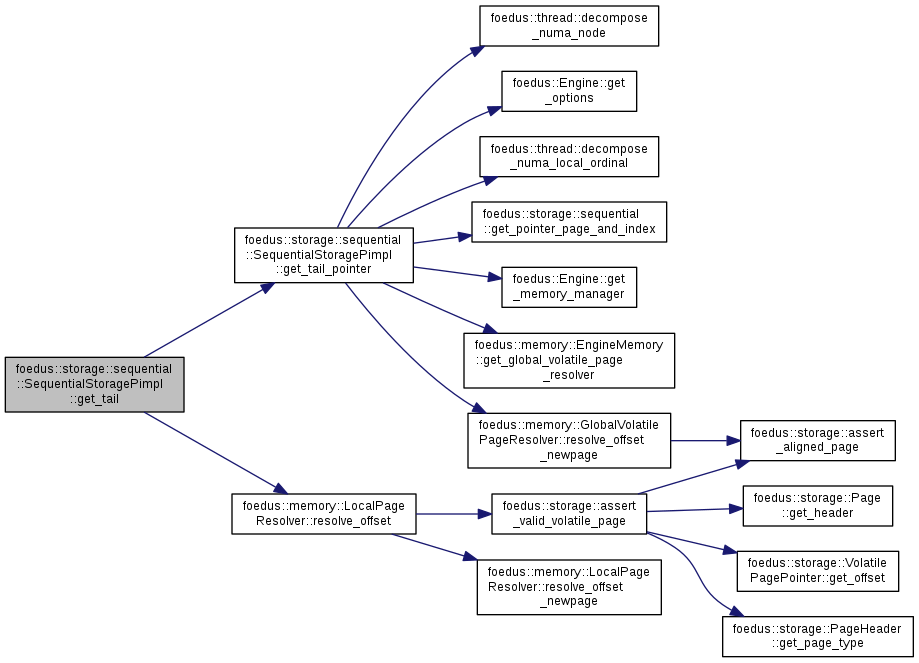 foedus::storage::sequential
::SequentialStoragePimpl
::get_tail
foedus::storage::sequential
::SequentialStoragePimpl
::get_tail_pointer
foedus::thread::decompose
_numa_node
foedus::Engine::get
_options
foedus::thread::decompose
_numa_local_ordinal
foedus::storage::sequential
::get_pointer_page_and_index
foedus::Engine::get
_memory_manager
foedus::memory::EngineMemory
::get_global_volatile_page
_resolver
foedus::memory::GlobalVolatile
PageResolver::resolve_offset
_newpage
foedus::storage::assert
_aligned_page
foedus::memory::LocalPage
Resolver::resolve_offset
foedus::storage::assert
_valid_volatile_page
foedus::storage::Page
::get_header
foedus::storage::Volatile
PagePointer::get_offset
foedus::storage::PageHeader
::get_page_type
foedus::memory::LocalPage
Resolver::resolve_offset
_newpage